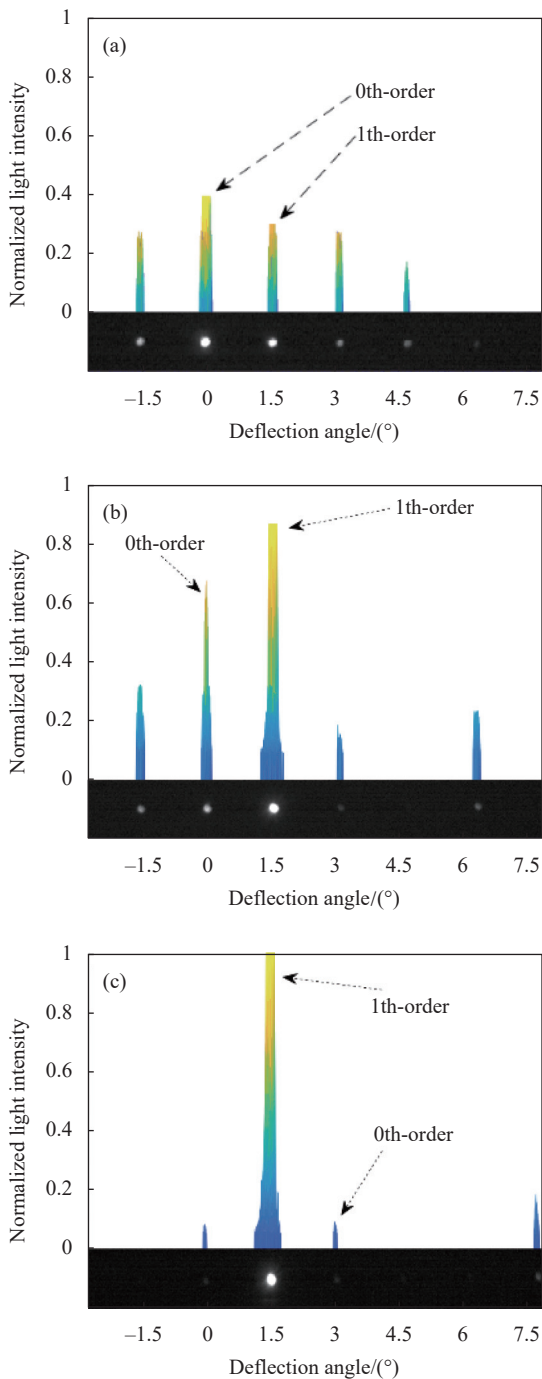 1
(a)
0th-order
1th-order
0.8
0.6
0.4
0.2
0
Normalized light intensity
–1.5 0 1.5 3 4.5 6 7.5
Deflection angle/(°)
1
(b)
1th-order
0th-order
0.8
0.6
0.4
0.2
0
Normalized light intensity
–1.5 0 1.5 3 4.5 6 7.5
Deflection angle/(°)
1
(c)
1th-order
0th-order
0.8
0.6
0.4
0.2
0
Normalized light intensity
–1.5 0 1.5 3 4.5 6 7.5
Deflection angle/(°)